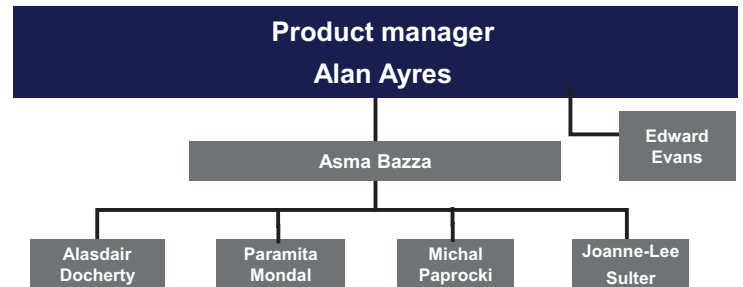 Product manager
Alan Ayres
Edward
Evans
Asma Bazza
Alasdair
Docherty
Paramita
Mondal
Michal
Paprocki
Joanne-Lee
Sulter